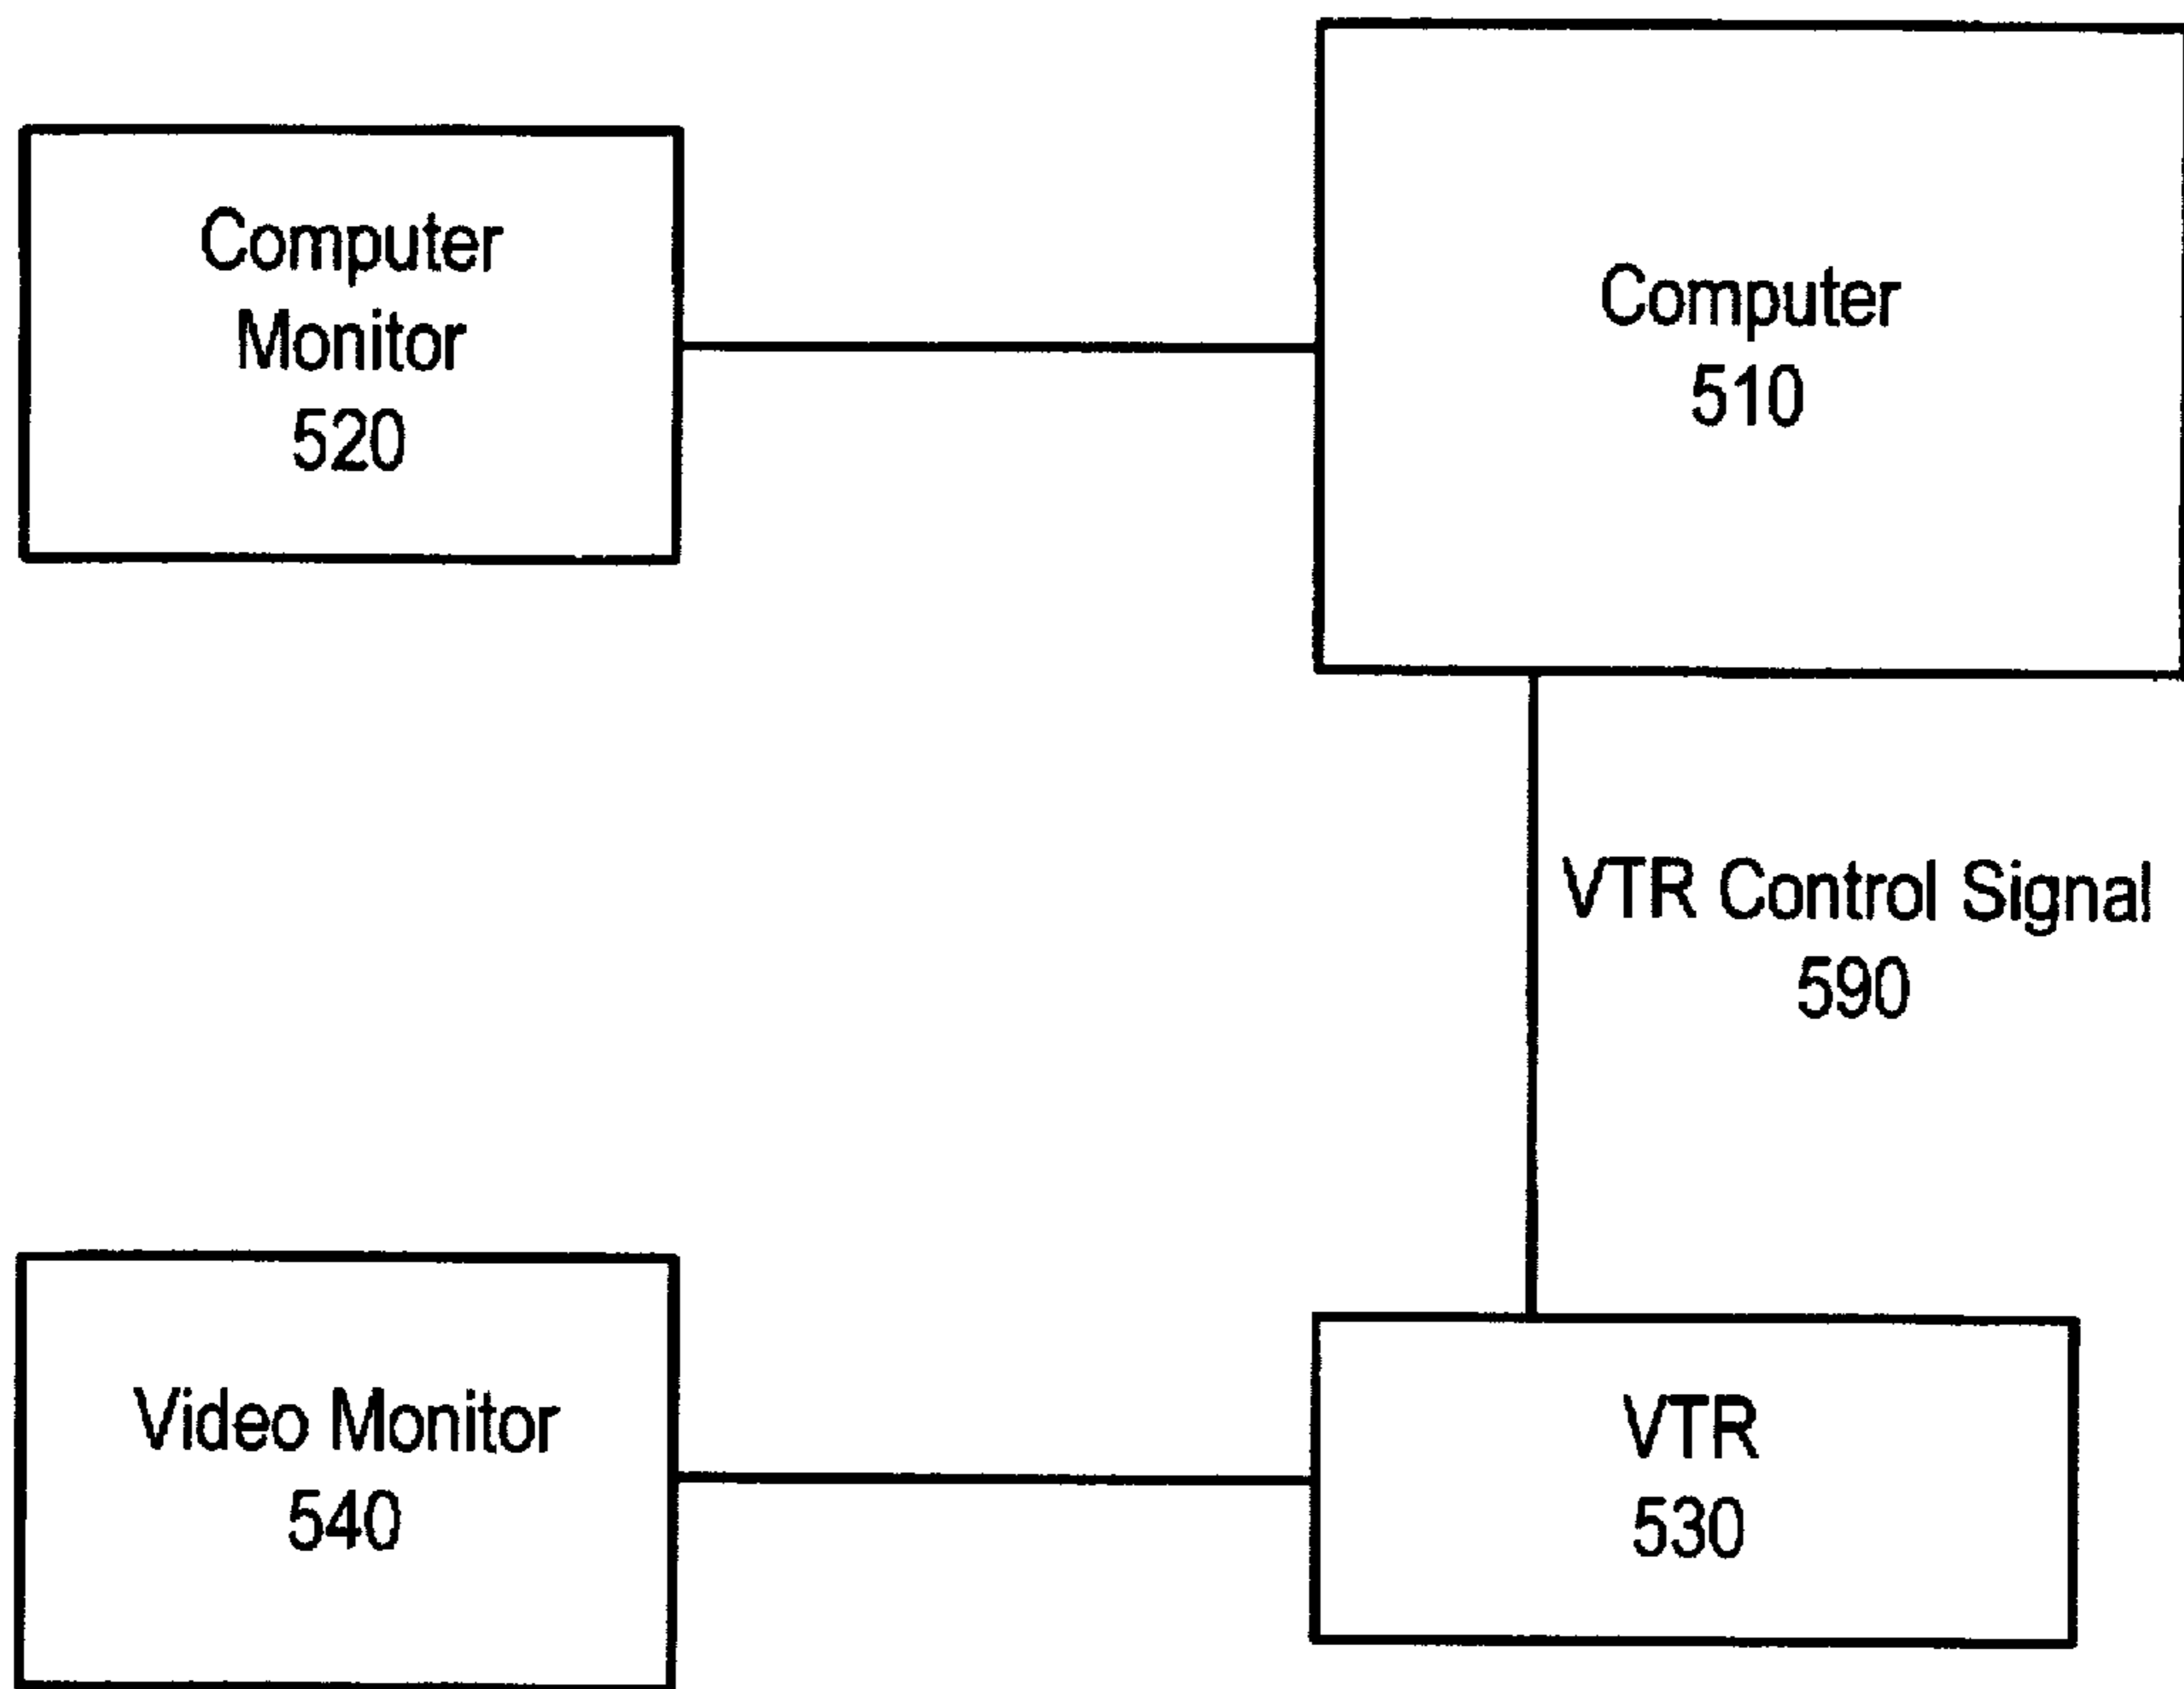 Computer
Monitor
520
Computer
510
VTR Control Signal
590
Video Monitor
540
VTR
530